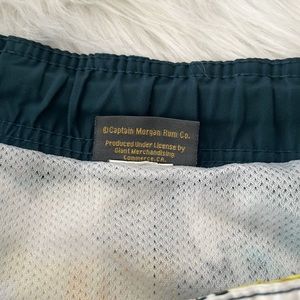 ©Captain Morgan Rum Co.
Produced Under License by
Giant Merchandising
Commerce, CA.